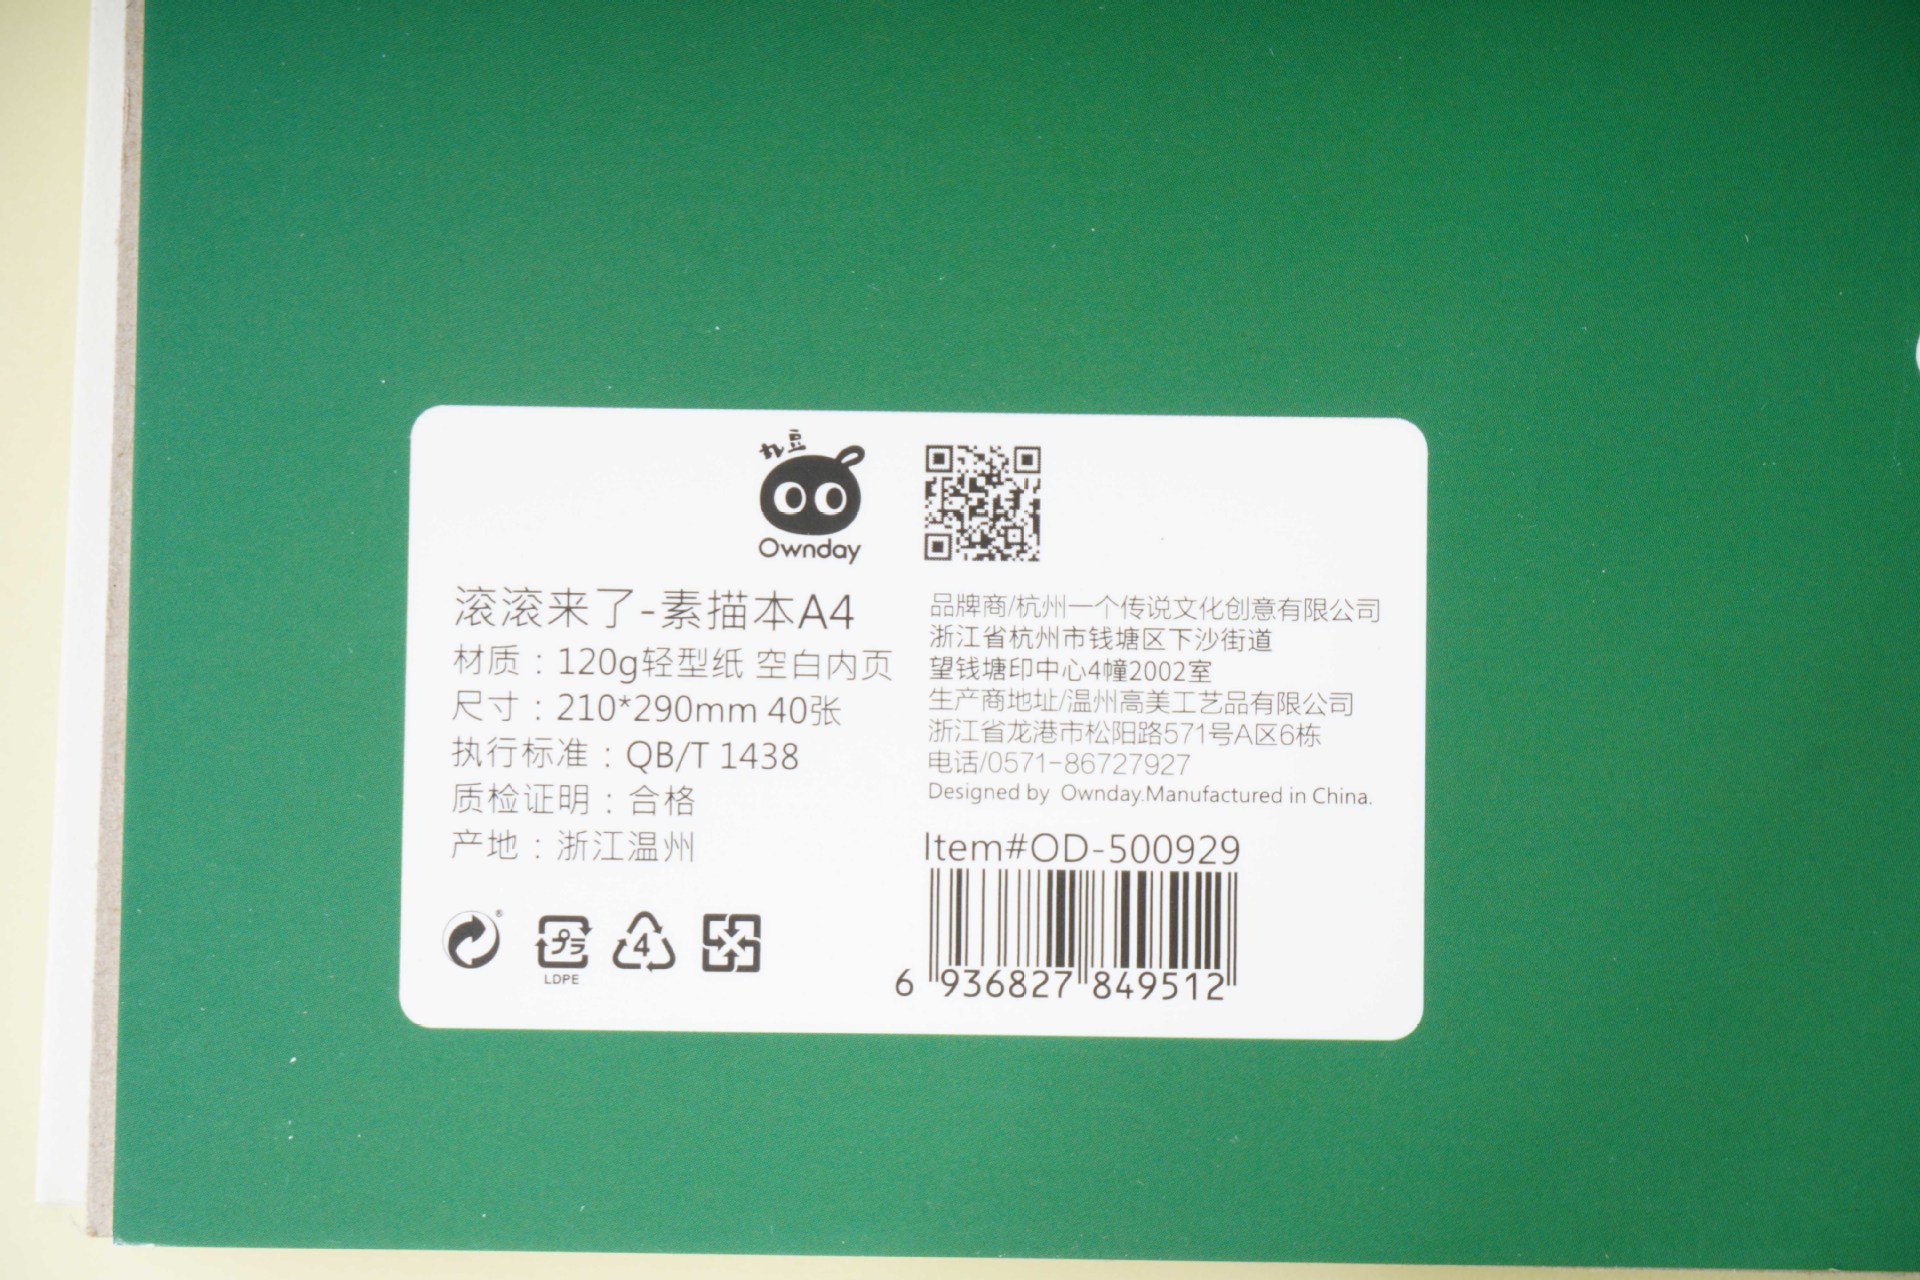 丸豆
Ownday
滚滚来了-素描本A4
材质：120g轻型纸 空白内页
尺寸：210*290mm 40张
执行标准：QB/T 1438
质检证明：合格
产地：浙江温州
プラ
LDPE
4
品牌商/杭州一个传说文化创意有限公司
浙江省杭州市钱塘区下沙街道
望钱塘印中心4幢2002室
生产商地址/温州高美工艺品有限公司
浙江省龙港市松阳路571号A区6栋
电话/0571-86727927
Designed by Ownday.Manufactured in China.
Item#OD-500929
6 936827 849512